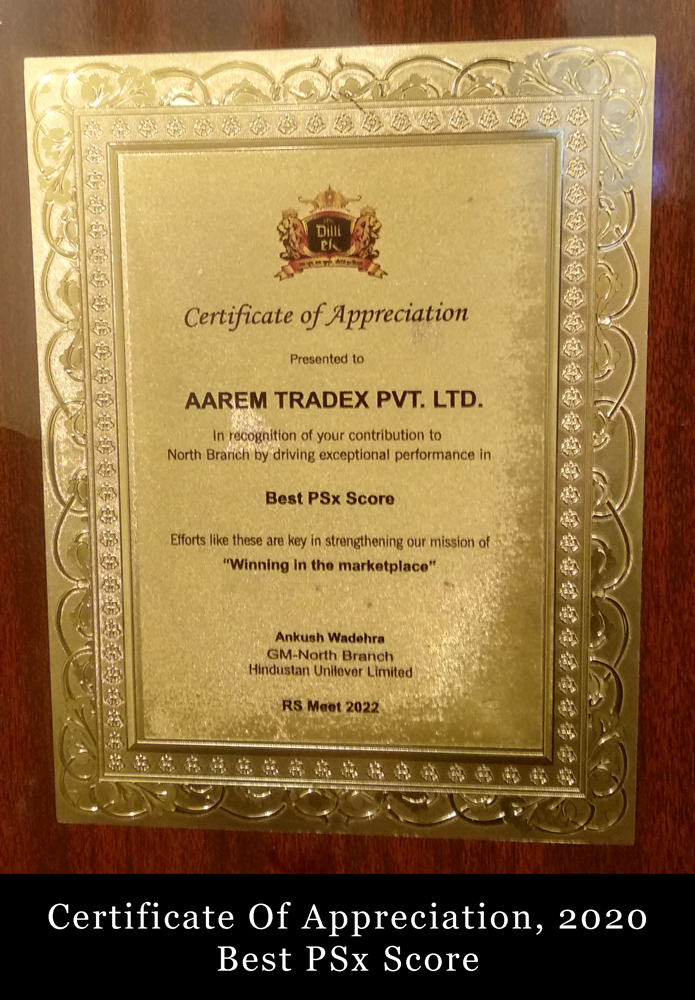 Dilli
Certificate of Appreciation
Presented to
AAREM TRADEX PVT. LTD.
In recognition of your contribution to
North Branch by driving exceptional performance in
Best PSx Score
Efforts like these are key in strengthening our mission of
"Winning in the marketplace"
Ankush Wadehra
GM-North Branch
Hindustan Unilever Limited
RS Meet 2022
Certificate Of Appreciation, 2020
Best PSx Score